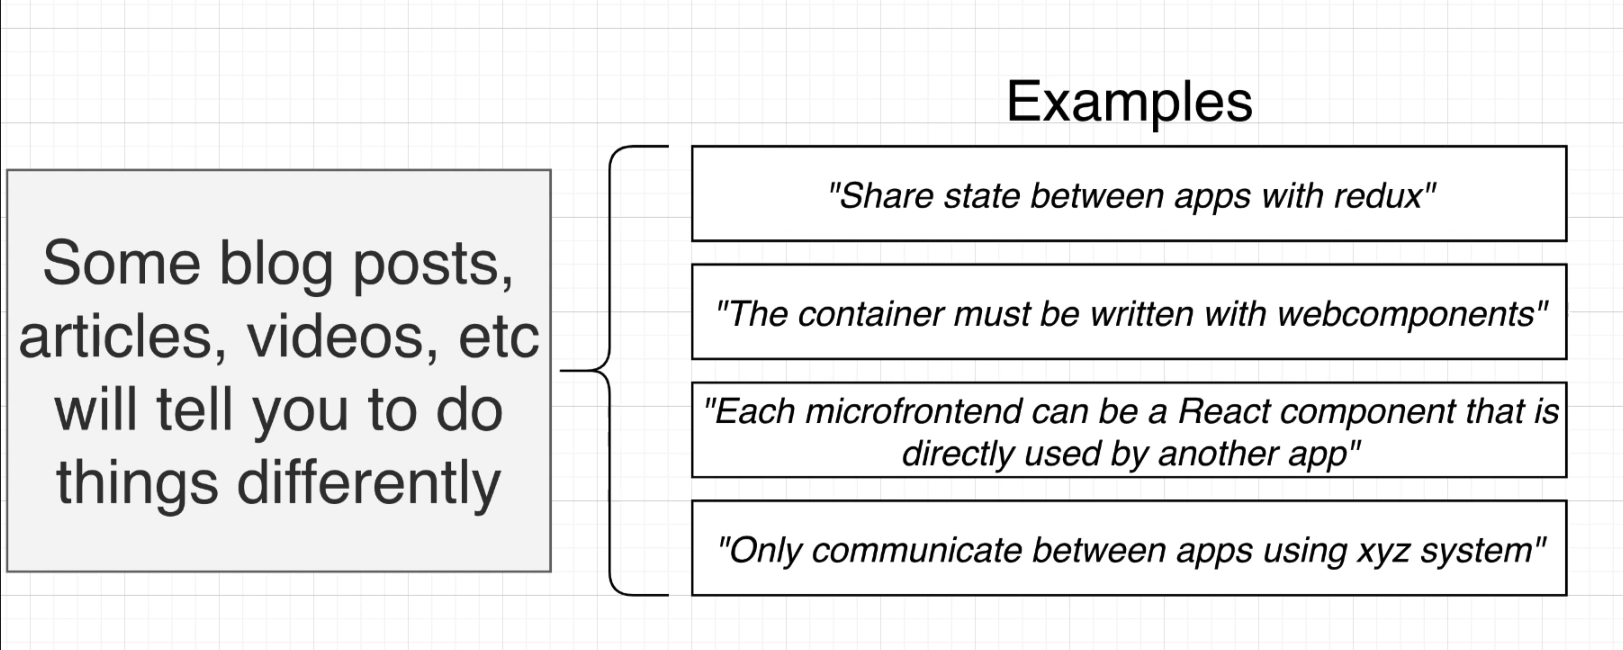 Examples
Some blog posts,
articles, videos, etc
will tell you to do
things differently
"Share state between apps with redux"
"The container must be written with webcomponents"
"Each microfrontend can be a React component that is
directly used by another app"
"Only communicate between apps using xyz system"